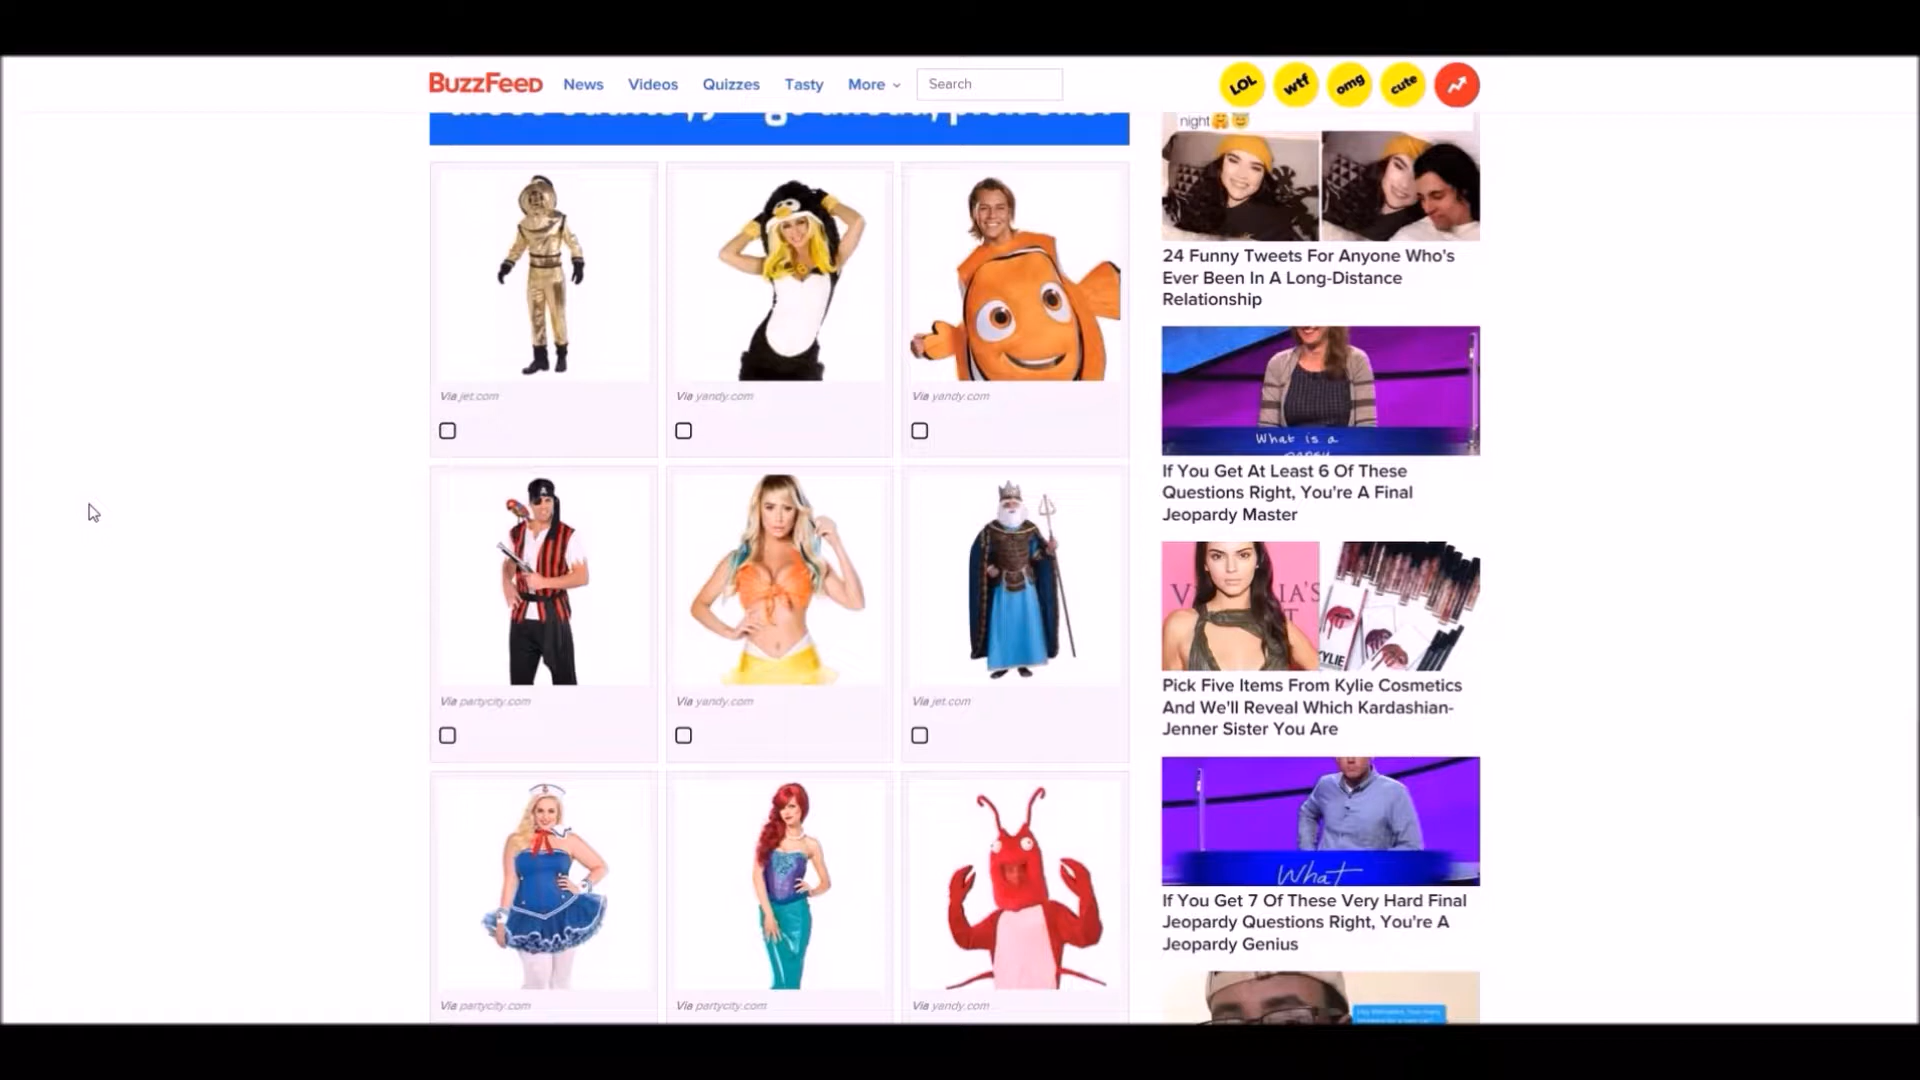 BuzzFeed News Videos Quizzes Tasty More Search LOL wtf omg cute
night
Via jet.com
Via yandy.com
Via yandy.com
Via partycity.com
Via yandy.com
Via jet.com
Via partycity.com
Via partycity.com
Via yandy.com
24 Funny Tweets For Anyone Who's
Ever Been In A Long-Distance
Relationship
What is a
If You Get At Least 6 Of These
Questions Right, You're A Final
Jeopardy Master
KYLIE
Pick Five Items From Kylie Cosmetics
And We'll Reveal Which Kardashian-
Jenner Sister You Are
What
If You Get 7 Of These Very Hard Final
Jeopardy Questions Right, You're A
Jeopardy Genius